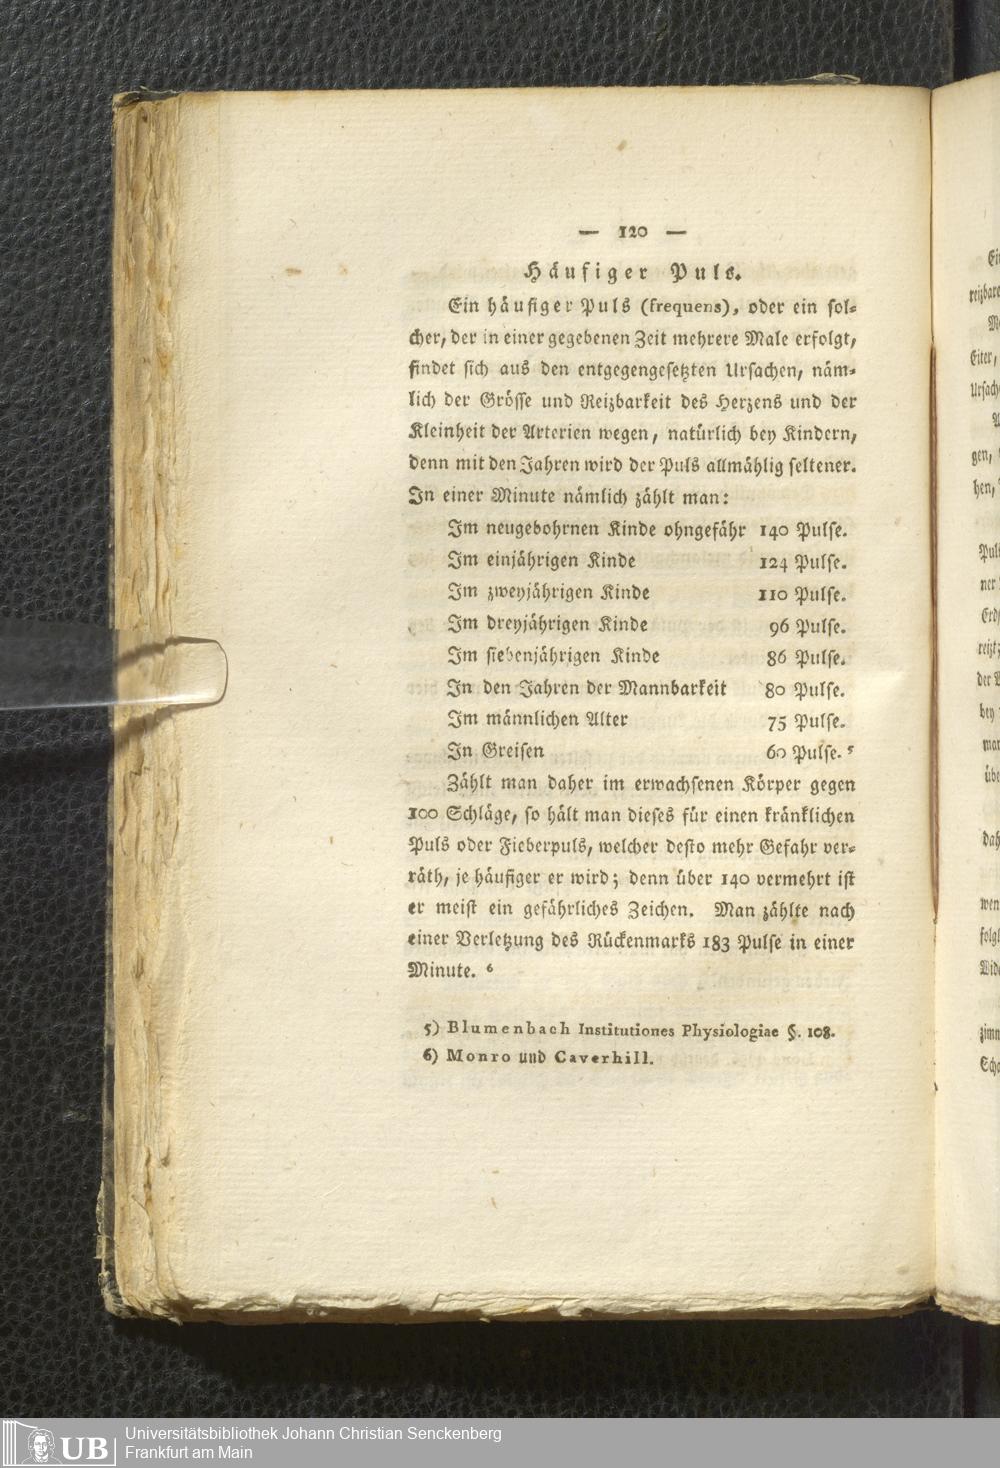 — 120 —
Häufiger Puls.
Ein häufiger Puls (frequens), oder ein sol-
cher, der in einer gegebenen Zeit mehrere Male erfolgt,
findet sich aus den entgegengesetzten Ursachen, näm-
lich der Grösse und Reizbarkeit des Herzens und der
Kleinheit der Arterien wegen, natürlich bey Kindern,
denn mit den Jahren wird der Puls allmählig seltener.
In einer Minute nämlich zählt man:
Im neugebohrnen Kinde ohngefähr 140 Pulse.
Im einjährigen Kinde 124 Pulse.
Im zweyjährigen Kinde 110 Pulse.
Im dreyjährigen Kinde 96 Pulse.
Im siebenjährigen Kinde 86 Pulse.
In den Jahren der Mannbarkeit 80 Pulse.
Im männlichen Alter 75 Pulse.
In Greisen 60 Pulse. 5
Zählt man daher im erwachsenen Körper gegen
100 Schläge, so hält man dieses für einen kränklichen
Puls oder Fieberpuls, welcher desto mehr Gefahr ver-
räth, je häufiger er wird; denn über 140 vermehrt ist
er meist ein gefährliches Zeichen. Man zählte nach
einer Verletzung des Rückenmarks 183 Pulse in einer
Minute. 6
5) Blumenbach Institutiones Physiologiae §. 108.
6) Monro und Caverhill.
UB
Universitätsbibliothek Johann Christian Senckenberg
Frankfurt am Main